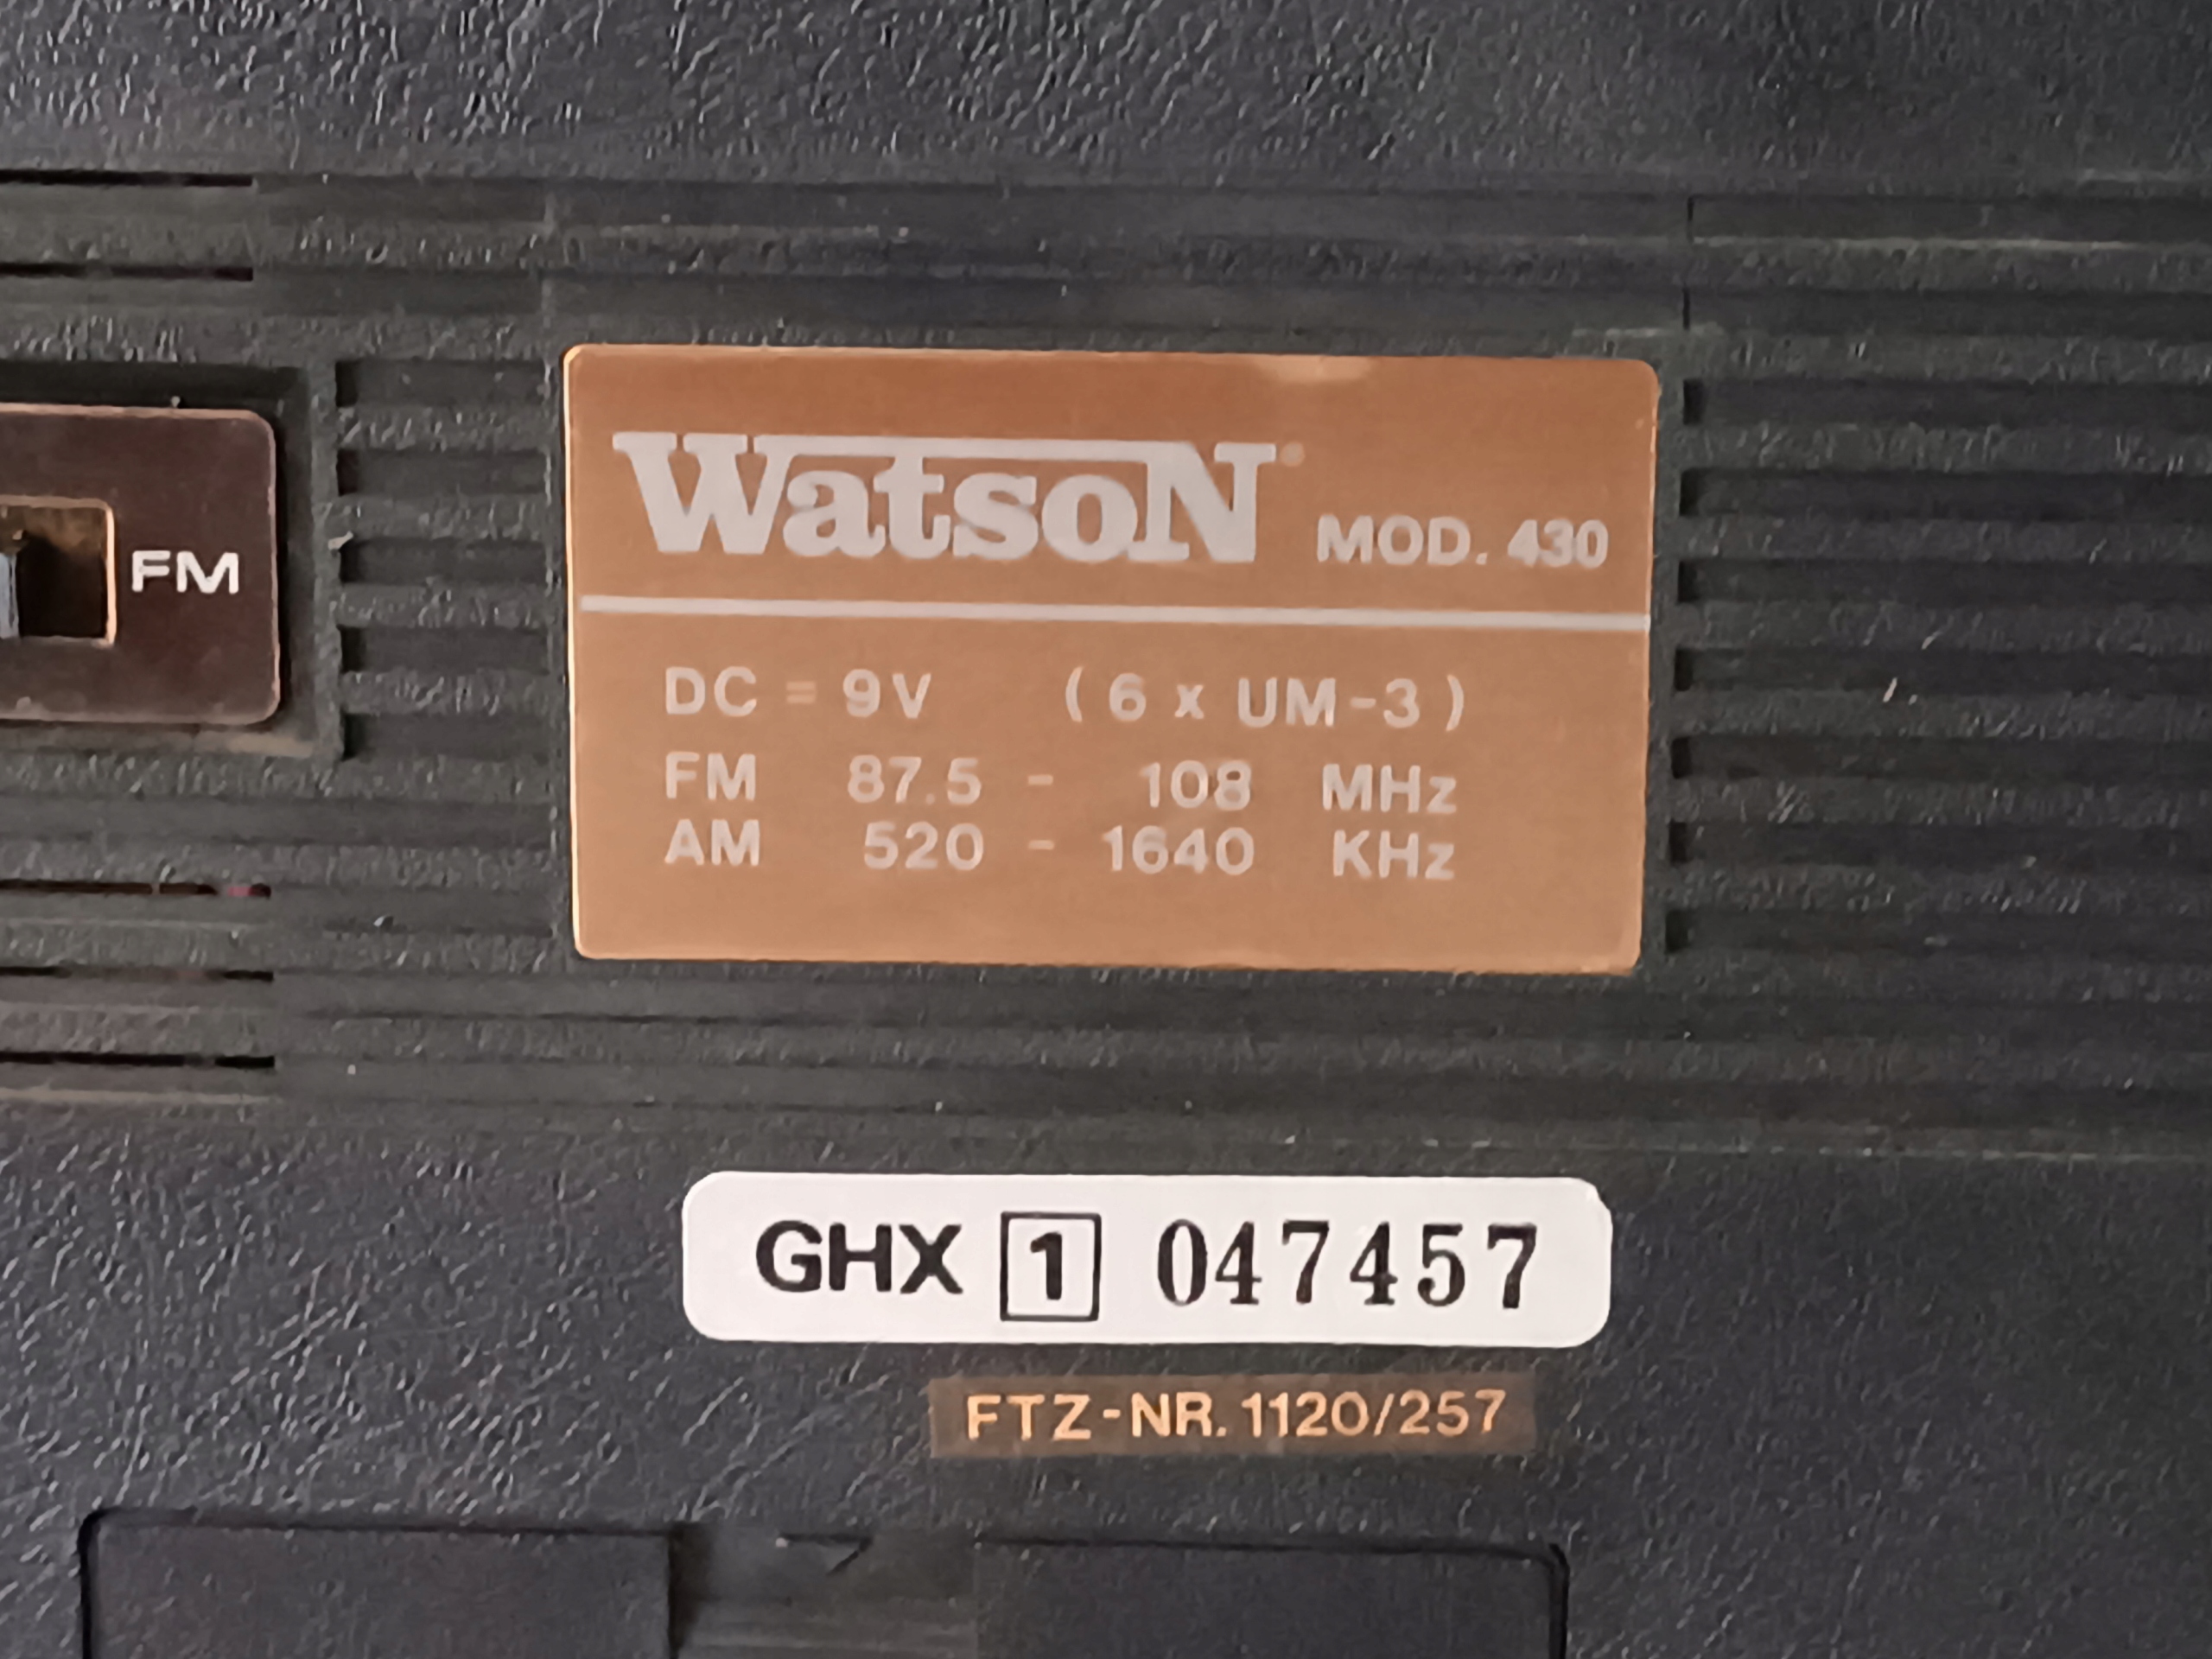 FM
WatsoN MOD. 430
DC = 9V ( 6 x UM-3 )
FM 87.5 - 108 MHz
AM 520 - 1640 KHz
GHX 1 047457
FTZ-NR. 1120/257